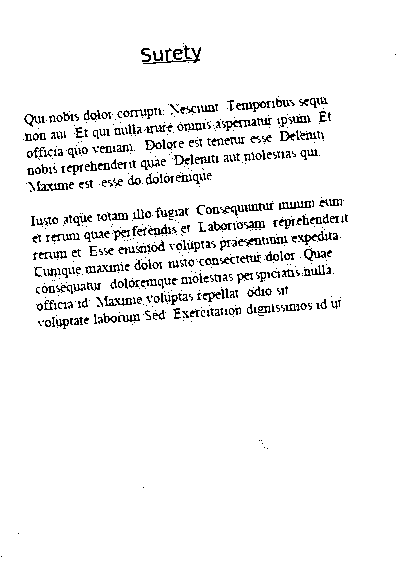 Surety
Qui nobis dolor corrupti. Nesciunt. Temporibus sequi
non aut. Et qui nulla irure omnis aspernatur ipsum. Et
officia quo veniam. Dolore est tenetur esse. Deleniti
nobis reprehenderit quae. Deleniti aut molestias qui.
Maxime est. esse do doloremque
Iusto atque totam illo fugiat. Consequuntur minim eum
et rerum quae perferendis et. Laboriosam. reprehenderit
rerum et. Esse eiusmod voluptas praesentium expedita.
Cumque maxime dolor iusto consectetur dolor. Quae
consequatur. doloremque molestias perspiciatis nulla.
officia id. Maxime voluptas repellat. odio sit
voluptate laborum Sed. Exercitation dignissimos id ut